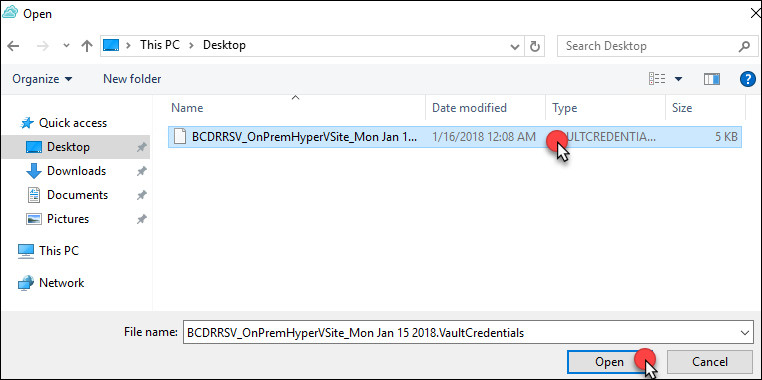 Open
This PC > Desktop
Search Desktop
Organize
New folder
Name
Date modified
Type
Size
Quick access
Desktop
Downloads
Documents
Pictures
This PC
Network
BCDRRSV_OnPremHyperVSite_Mon Jan 1... 1/16/2018 12:08 AM ULTCREDENTIA... 5 KB
File name: BCDRRSV_OnPremHyperVSite_Mon Jan 15 2018.VaultCredentials
Open
Cancel